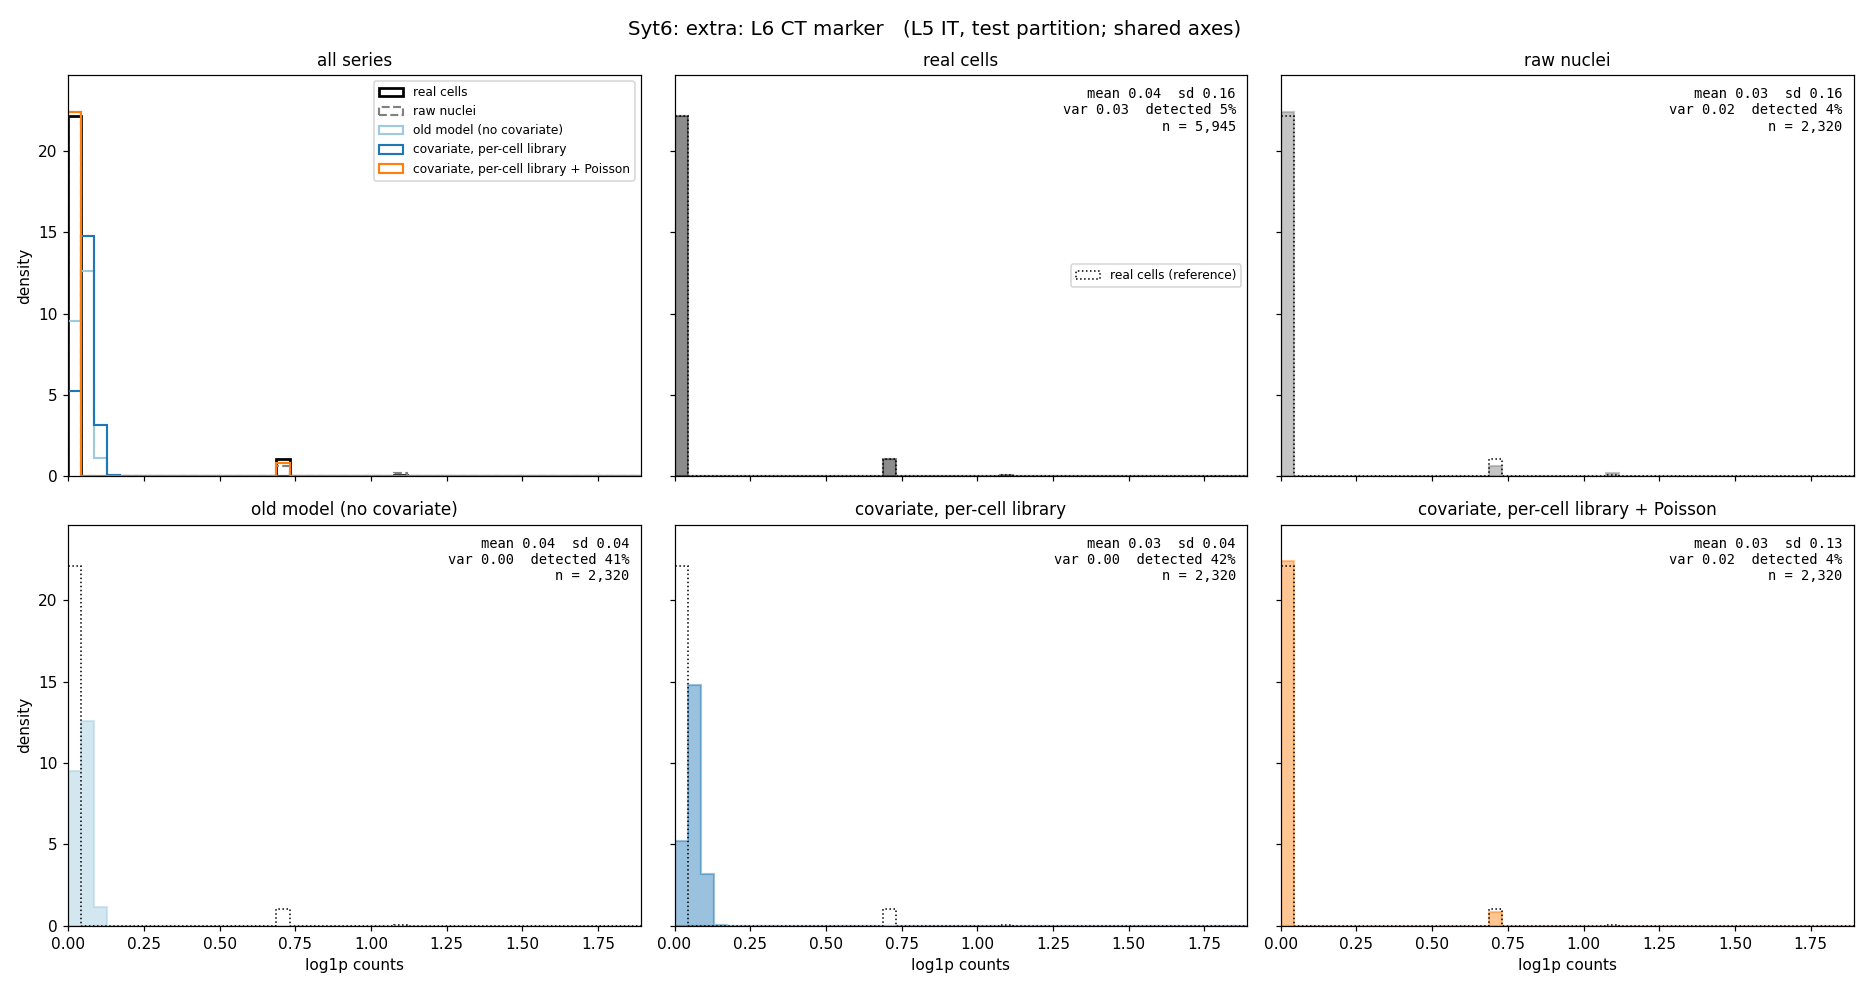 Syt6: extra: L6 CT marker (L5 IT, test partition; shared axes)
all series
real cells
raw nuclei
old model (no covariate)
covariate, per-cell library
covariate, per-cell library + Poisson
density
20
15
10
5
0
real cells
mean 0.04 sd 0.16
var 0.03 detected 5%
n = 5,945
real cells (reference)
raw nuclei
mean 0.03 sd 0.16
var 0.02 detected 4%
n = 2,320
old model (no covariate)
mean 0.04 sd 0.04
var 0.00 detected 41%
n = 2,320
density
20
15
10
5
0
0.00 0.25 0.50 0.75 1.00 1.25 1.50 1.75
log1p counts
covariate, per-cell library
mean 0.03 sd 0.04
var 0.00 detected 42%
n = 2,320
0.00 0.25 0.50 0.75 1.00 1.25 1.50 1.75
log1p counts
covariate, per-cell library + Poisson
mean 0.03 sd 0.13
var 0.02 detected 4%
n = 2,320
0.00 0.25 0.50 0.75 1.00 1.25 1.50 1.75
log1p counts